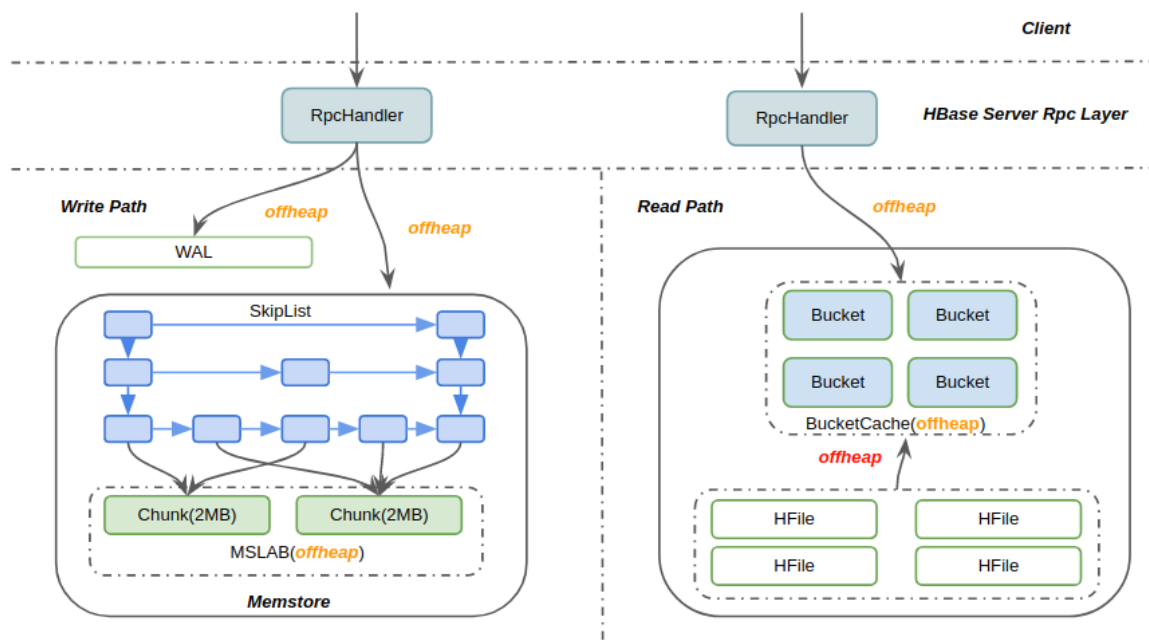 Client
RpcHandler
RpcHandler
HBase Server Rpc Layer
Write Path
offheap
offheap
WAL
SkipList
Chunk(2MB)
Chunk(2MB)
MSLAB(offheap)
Memstore
Read Path
offheap
Bucket
Bucket
Bucket
Bucket
BucketCache(offheap)
offheap
HFile
HFile
HFile
HFile